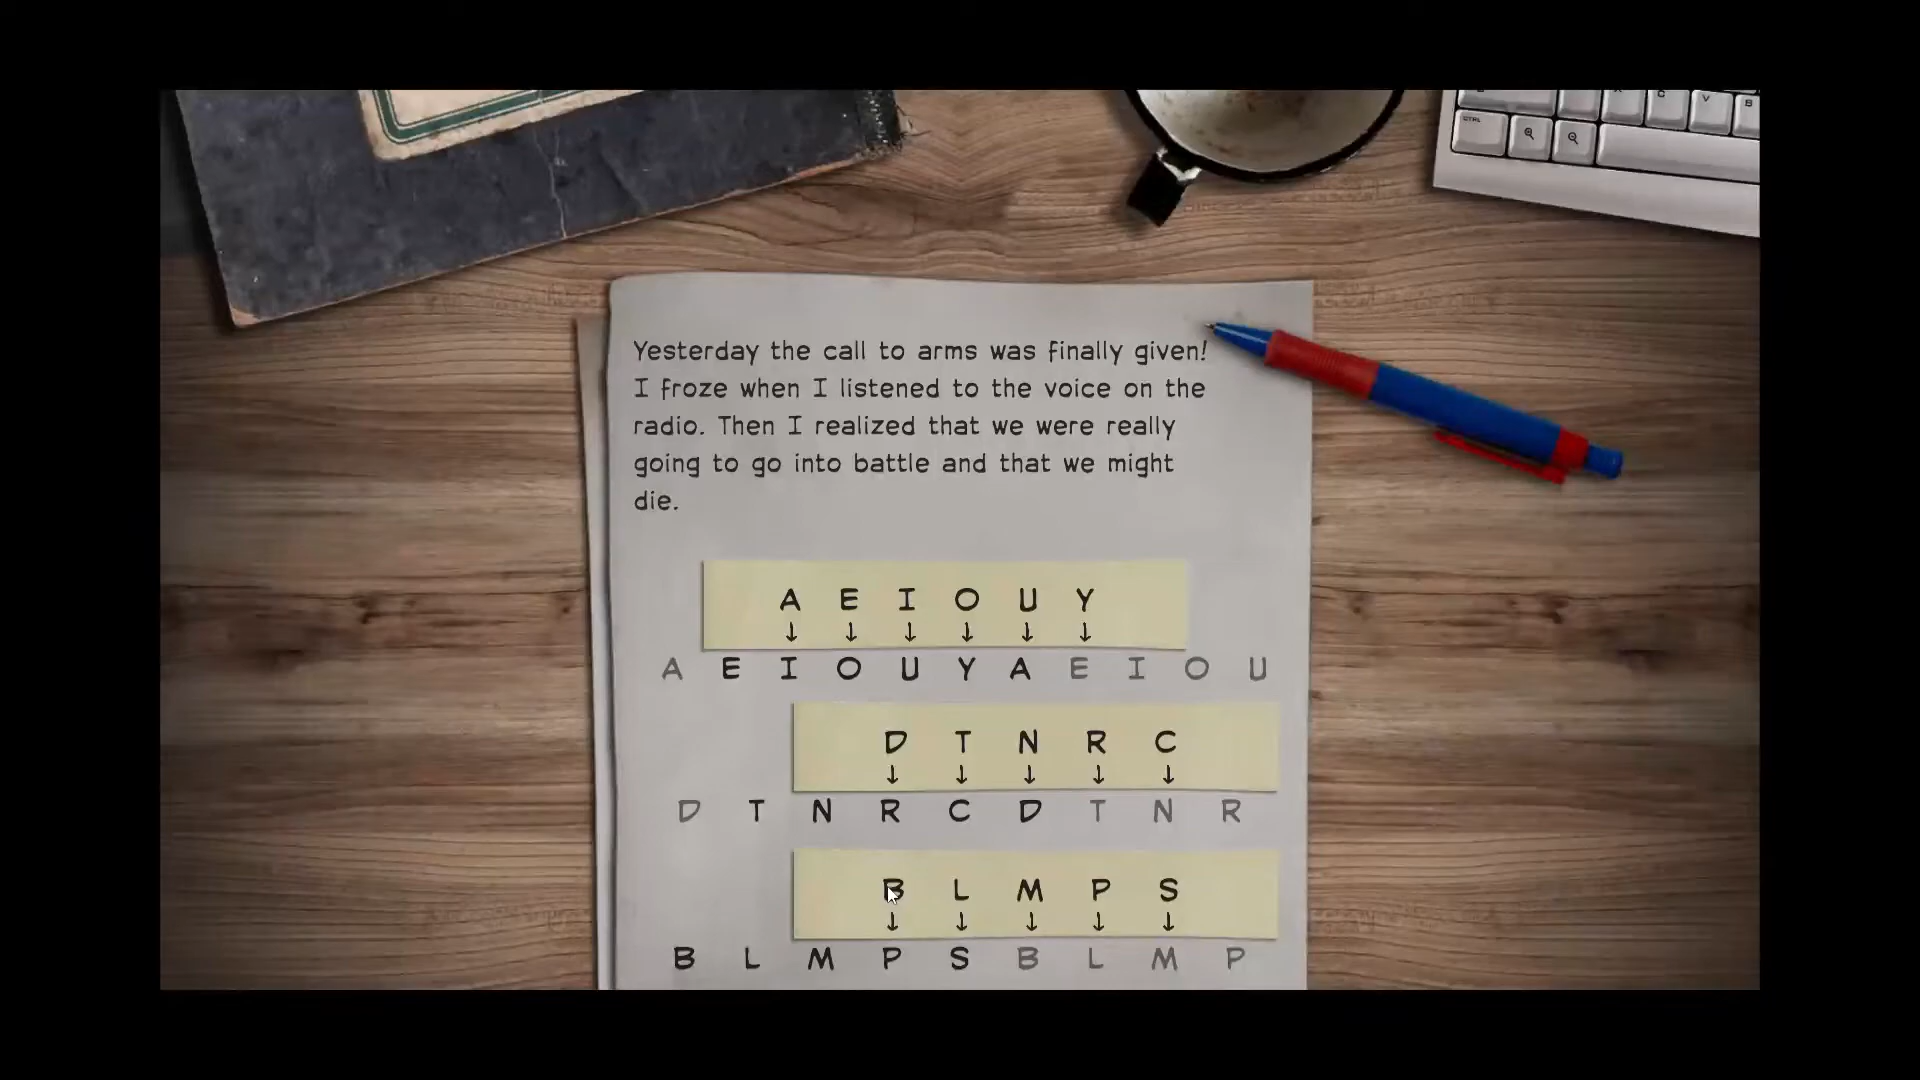 CTRL X C V B
Yesterday the call to arms was finally given!
I froze when I listened to the voice on the
radio. Then I realized that we were really
going to go into battle and that we might
die.
A E I O U Y
↓ ↓ ↓ ↓ ↓ ↓
A E I O U Y A E I O U
D T N R C
↓ ↓ ↓ ↓ ↓
D T N R C D T N R
B L M P S
↓ ↓ ↓ ↓ ↓
B L M P S B L M P